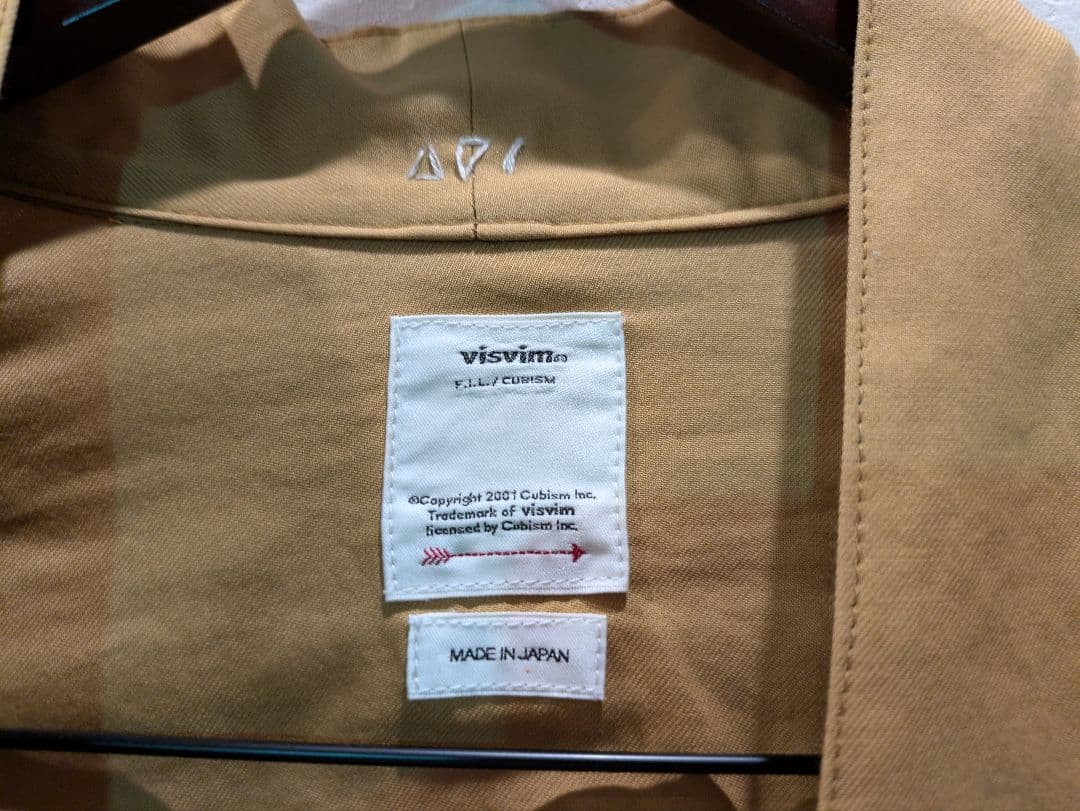 visvim®
F.I.L. / CUBISM
©Copyright 2001 Cubism Inc.
Trademark of visvim
licensed by Cubism Inc.
MADE IN JAPAN